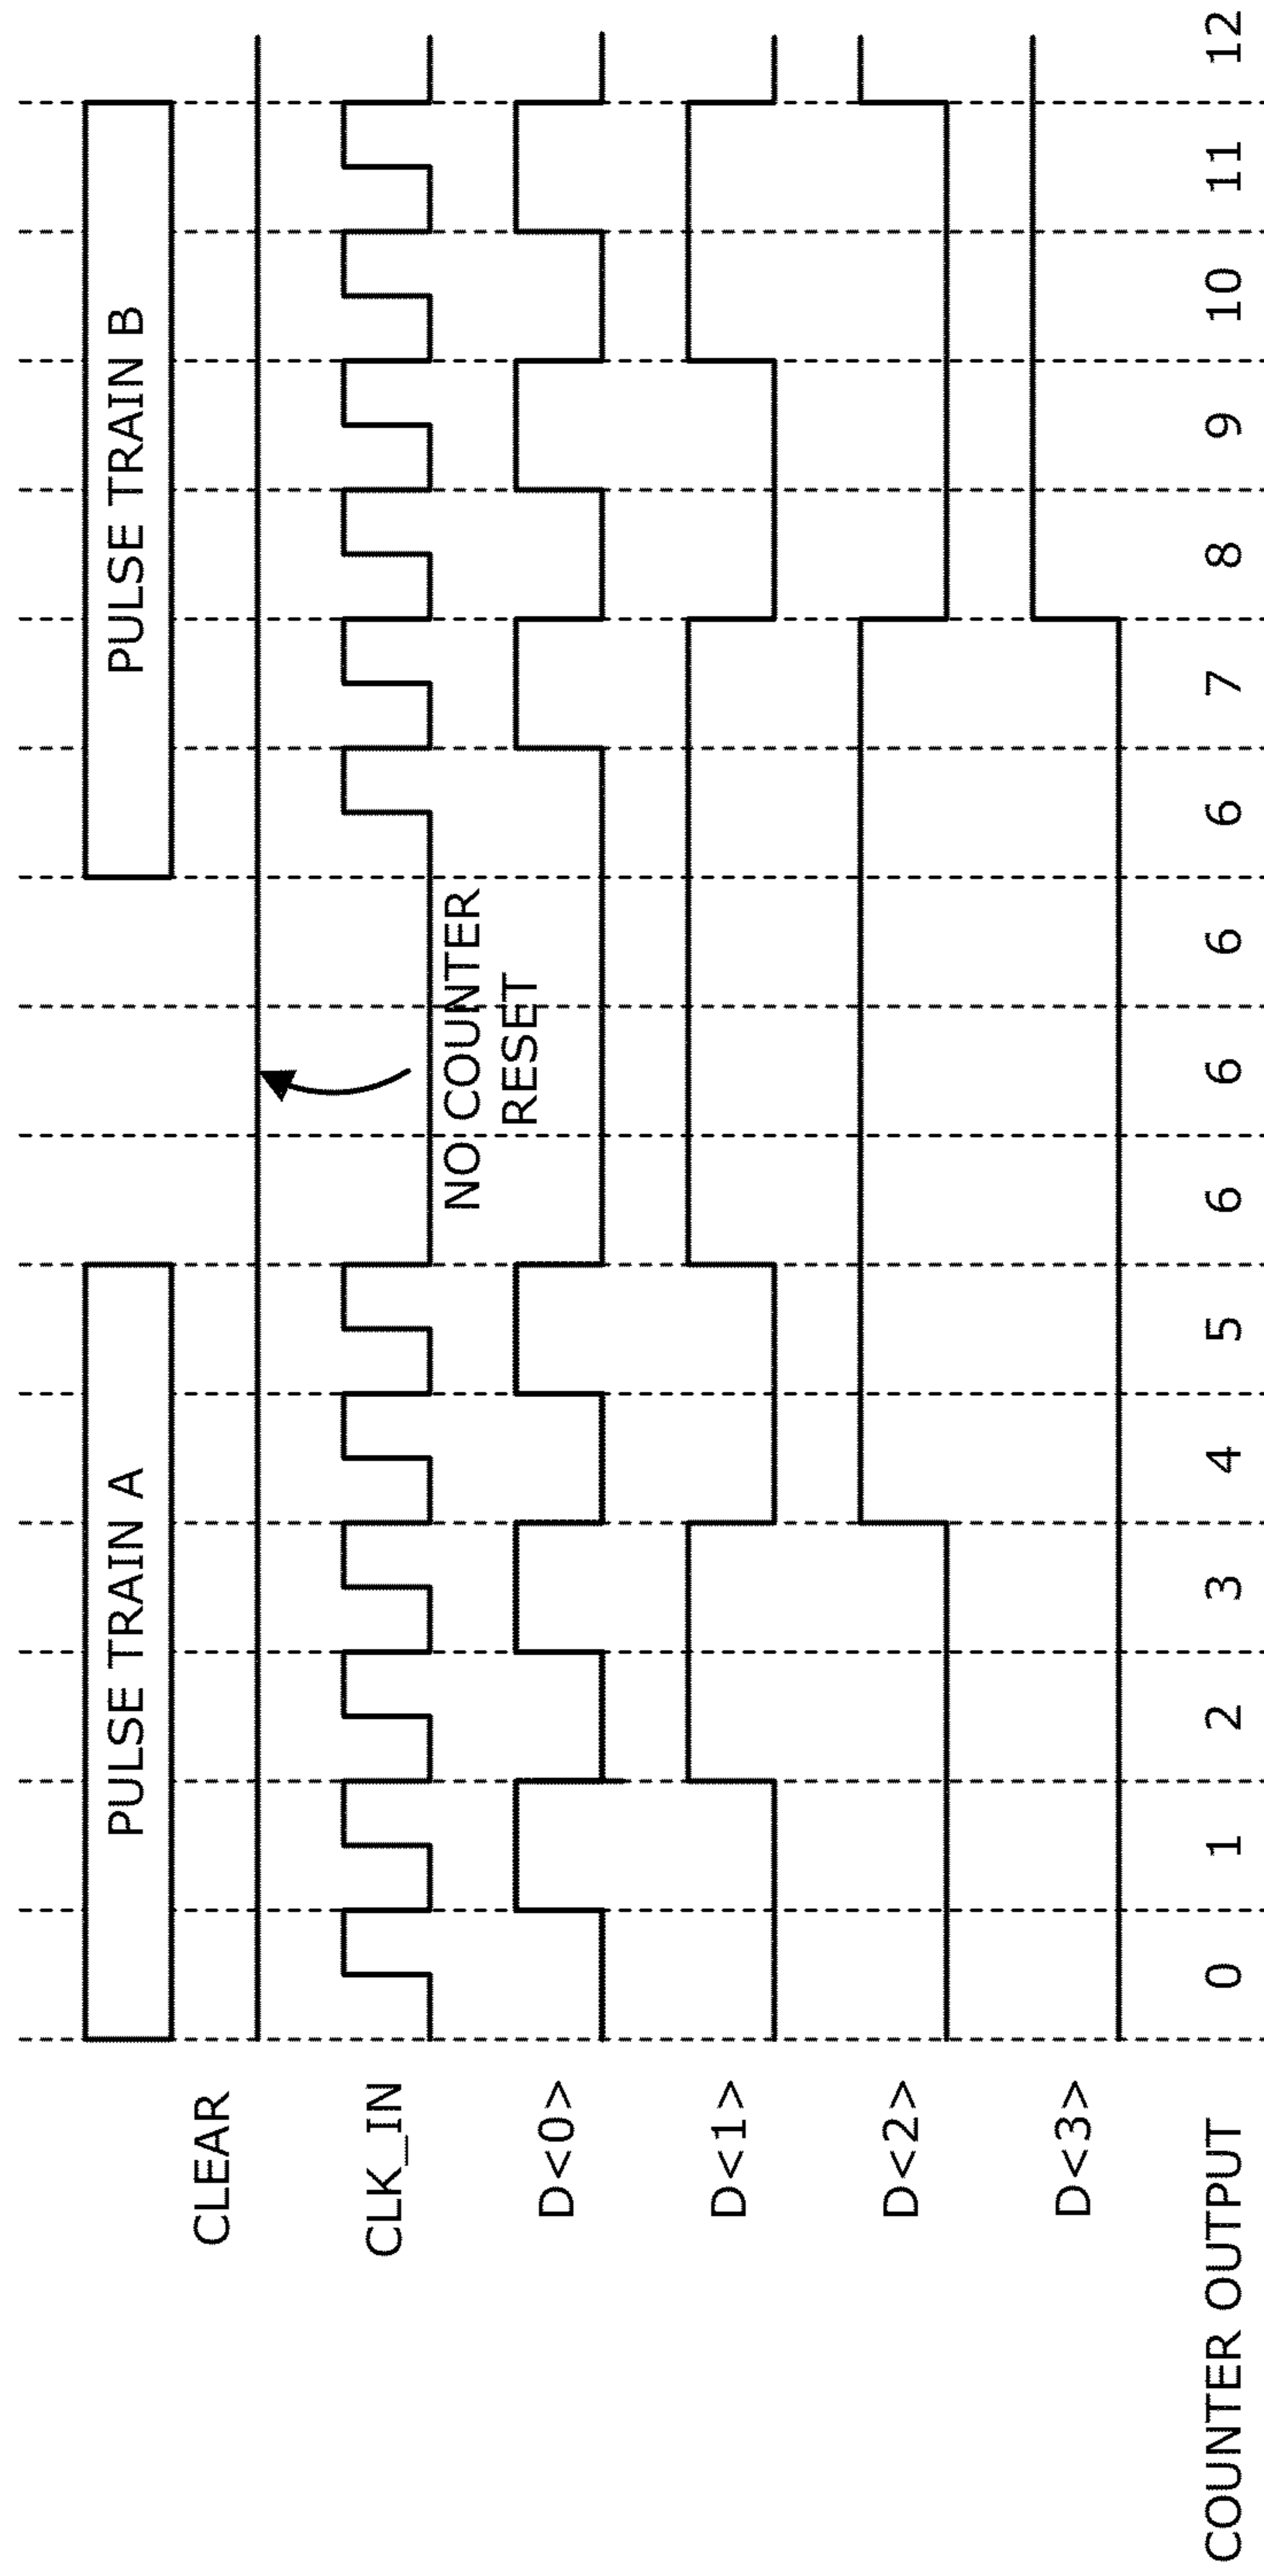 PULSE TRAIN A
PULSE TRAIN B
CLEAR
CLK_IN
NO COUNTER
RESET
D<0>
D<1>
D<2>
D<3>
COUNTER OUTPUT 0 1 2 3 4 5 6 6 6 6 7 8 9 10 11 12